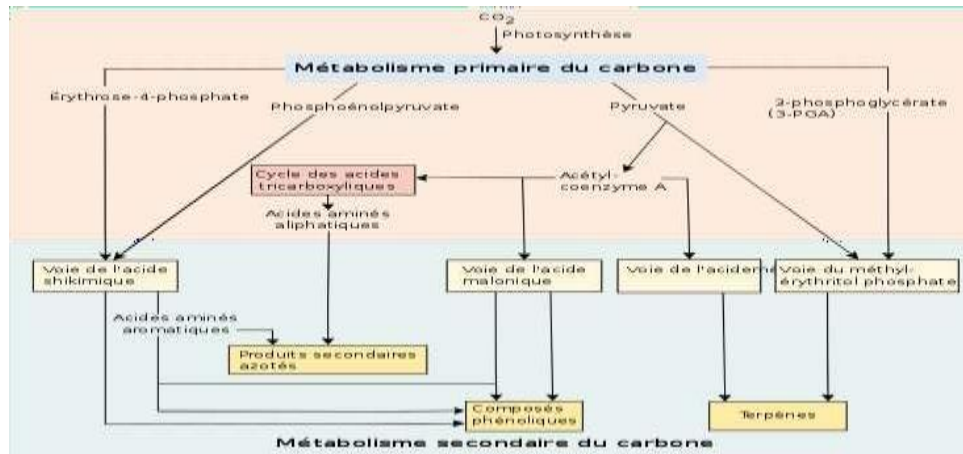 CO2
Photosynthèse
Métabolisme primaire du carbone
Érythrose-4-phosphate
Phosphoénolpyruvate
Pyruvate
3-phosphoglycérate
(3-PGA)
Cycle des acides
tricarboxyliques
Acétyl-
coenzyme A
Acides aminés
aliphatiques
Voie de l'acide
shikimique
Voie de l'acide
malonique
Voie de l'acide
Voie du méthyl-
érythritol phosphate
Acides aminés
aromatiques
Produits secondaires
azotés
Composés
phénoliques
Terpènes
Métabolisme secondaire du carbone